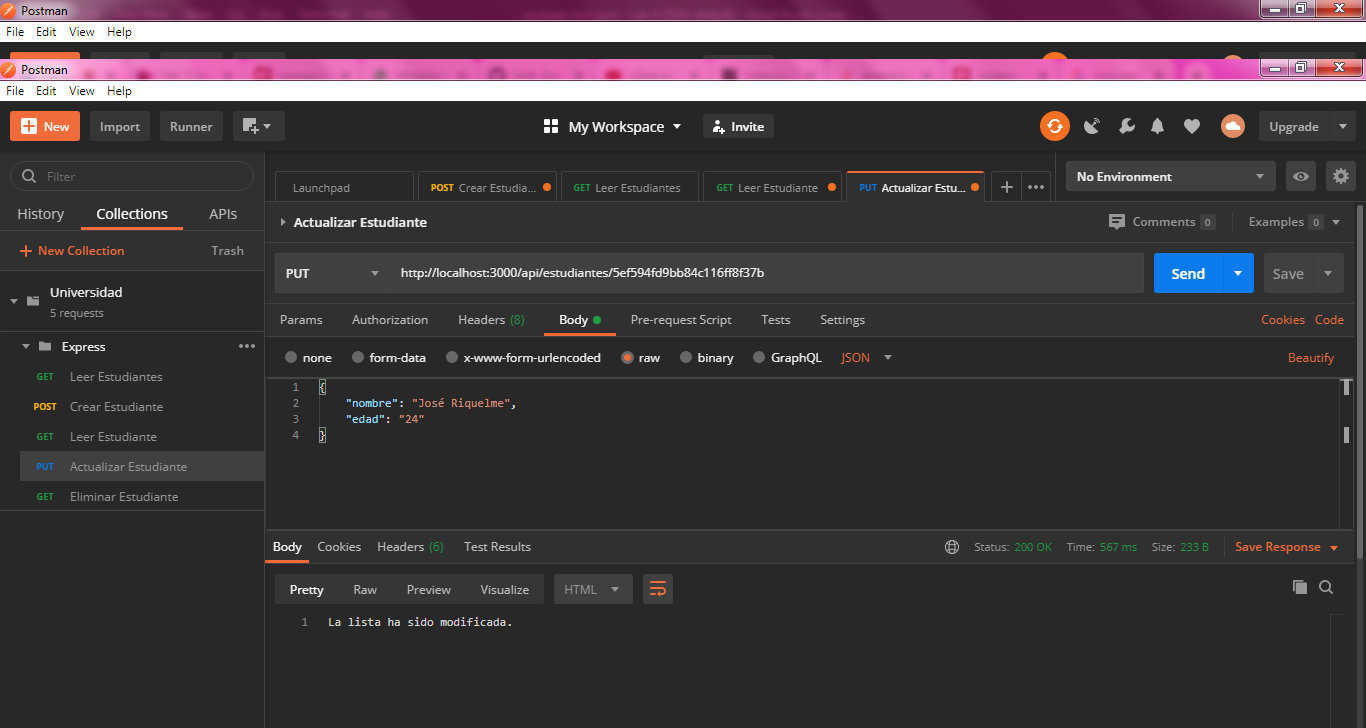 Postman
File Edit View Help
Postman
File Edit View Help
New Import Runner My Workspace Invite Upgrade
Filter
Launchpad POST Crear Estudia... GET Leer Estudiantes GET Leer Estudiante PUT Actualizar Estu... No Environment
History Collections APIs
Actualizar Estudiante Comments 0 Examples 0
New Collection Trash
PUT http://localhost:3000/api/estudiantes/5ef594fd9bb84c116ff8f37b Send Save
Universidad
5 requests
Params Authorization Headers (8) Body Pre-request Script Tests Settings Cookies Code
Express
none form-data x-www-form-urlencoded raw binary GraphQL JSON Beautify
GET Leer Estudiantes
POST Crear Estudiante
GET Leer Estudiante
PUT Actualizar Estudiante
GET Eliminar Estudiante
1 {
2 "nombre": "José Riquelme",
3 "edad": "24"
4 }
Body Cookies Headers (6) Test Results Status: 200 OK Time: 567 ms Size: 233 B Save Response
Pretty Raw Preview Visualize HTML
1 La lista ha sido modificada.